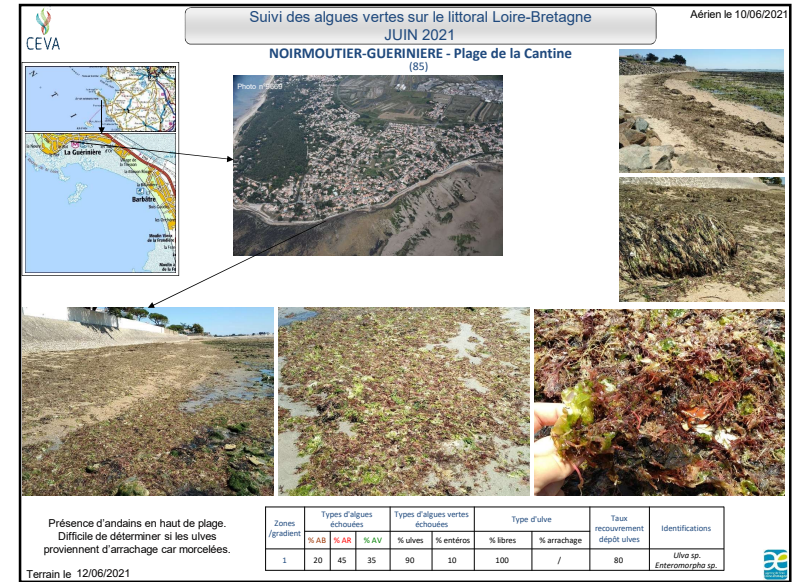 Suivi des algues vertes sur le littoral Loire-Bretagne
JUIN 2021
Aérien le 10/06/2021
CEVA
NOIRMOUTIER-GUERINIERE - Plage de la Cantine
(85)
Photo n°9669
La Guérinière
Barbâtre
Présence d'andains en haut de plage.
Difficile de déterminer si les ulves
proviennent d'arrachage car morcelées.
Terrain le 12/06/2021
Zones /gradient
Types d'algues échouées
Types d'algues vertes échouées
Type d'ulve
Taux recouvrement dépôt ulves
Identifications
% AB % AR % AV % ulves % entéros % libres % arrachage
1 20 45 35 90 10 100 / 80 Ulva sp.
Enteromorpha sp.